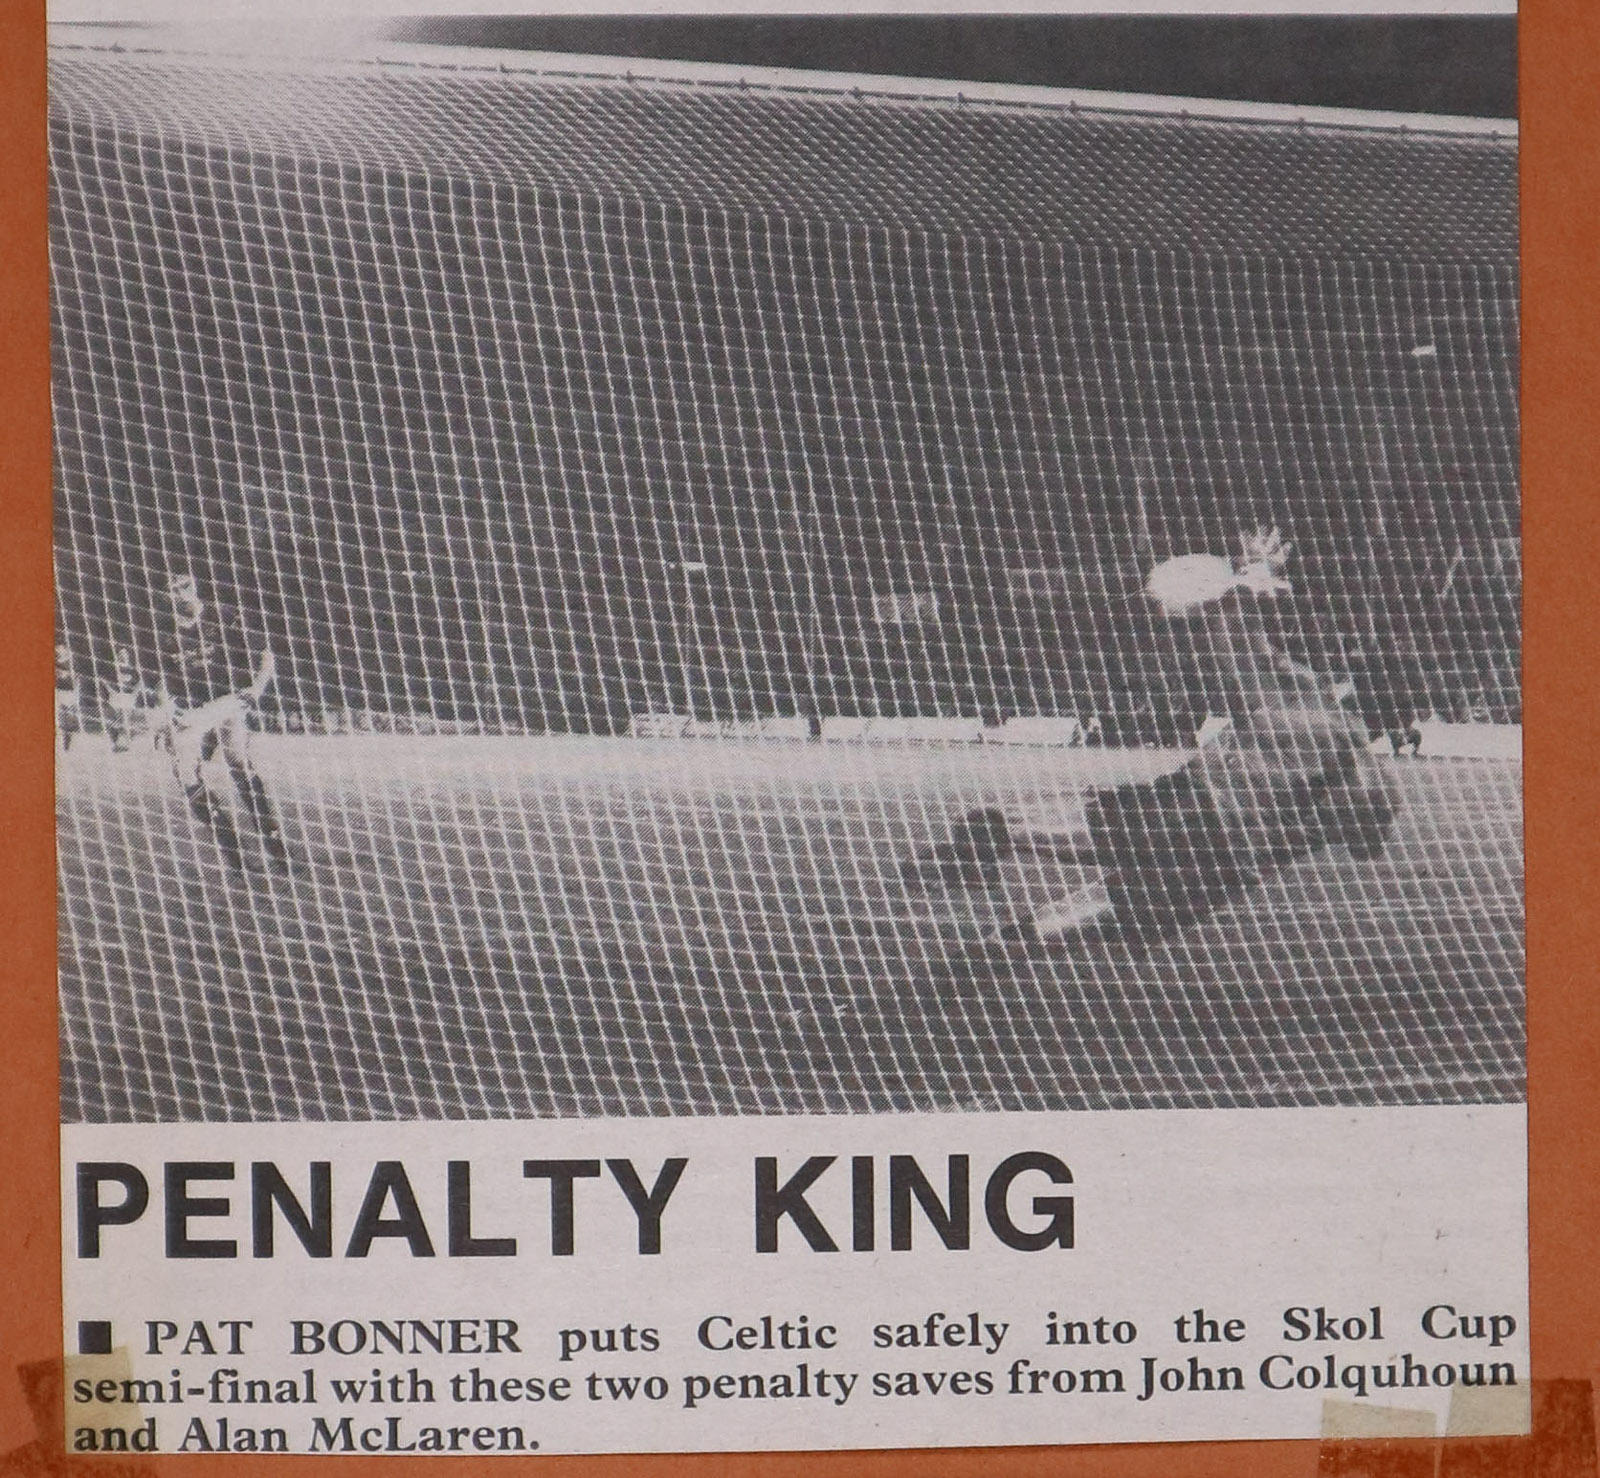 PENALTY KING
■ PAT BONNER puts Celtic safely into the Skol Cup
semi-final with these two penalty saves from John Colquhoun
and Alan McLaren.